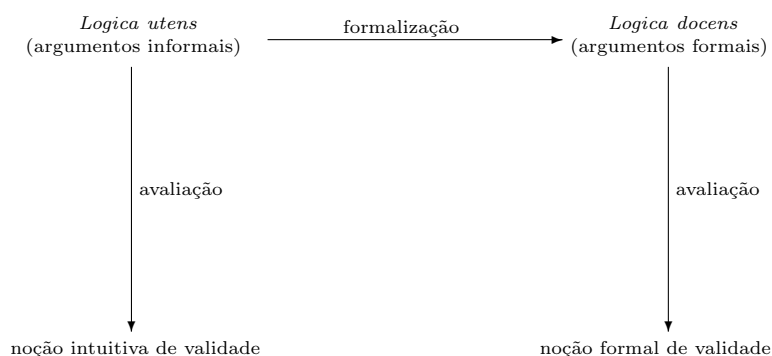 Logica utens
(argumentos informais)
formalização
Logica docens
(argumentos formais)
avaliação
avaliação
noção intuitiva de validade
noção formal de validade